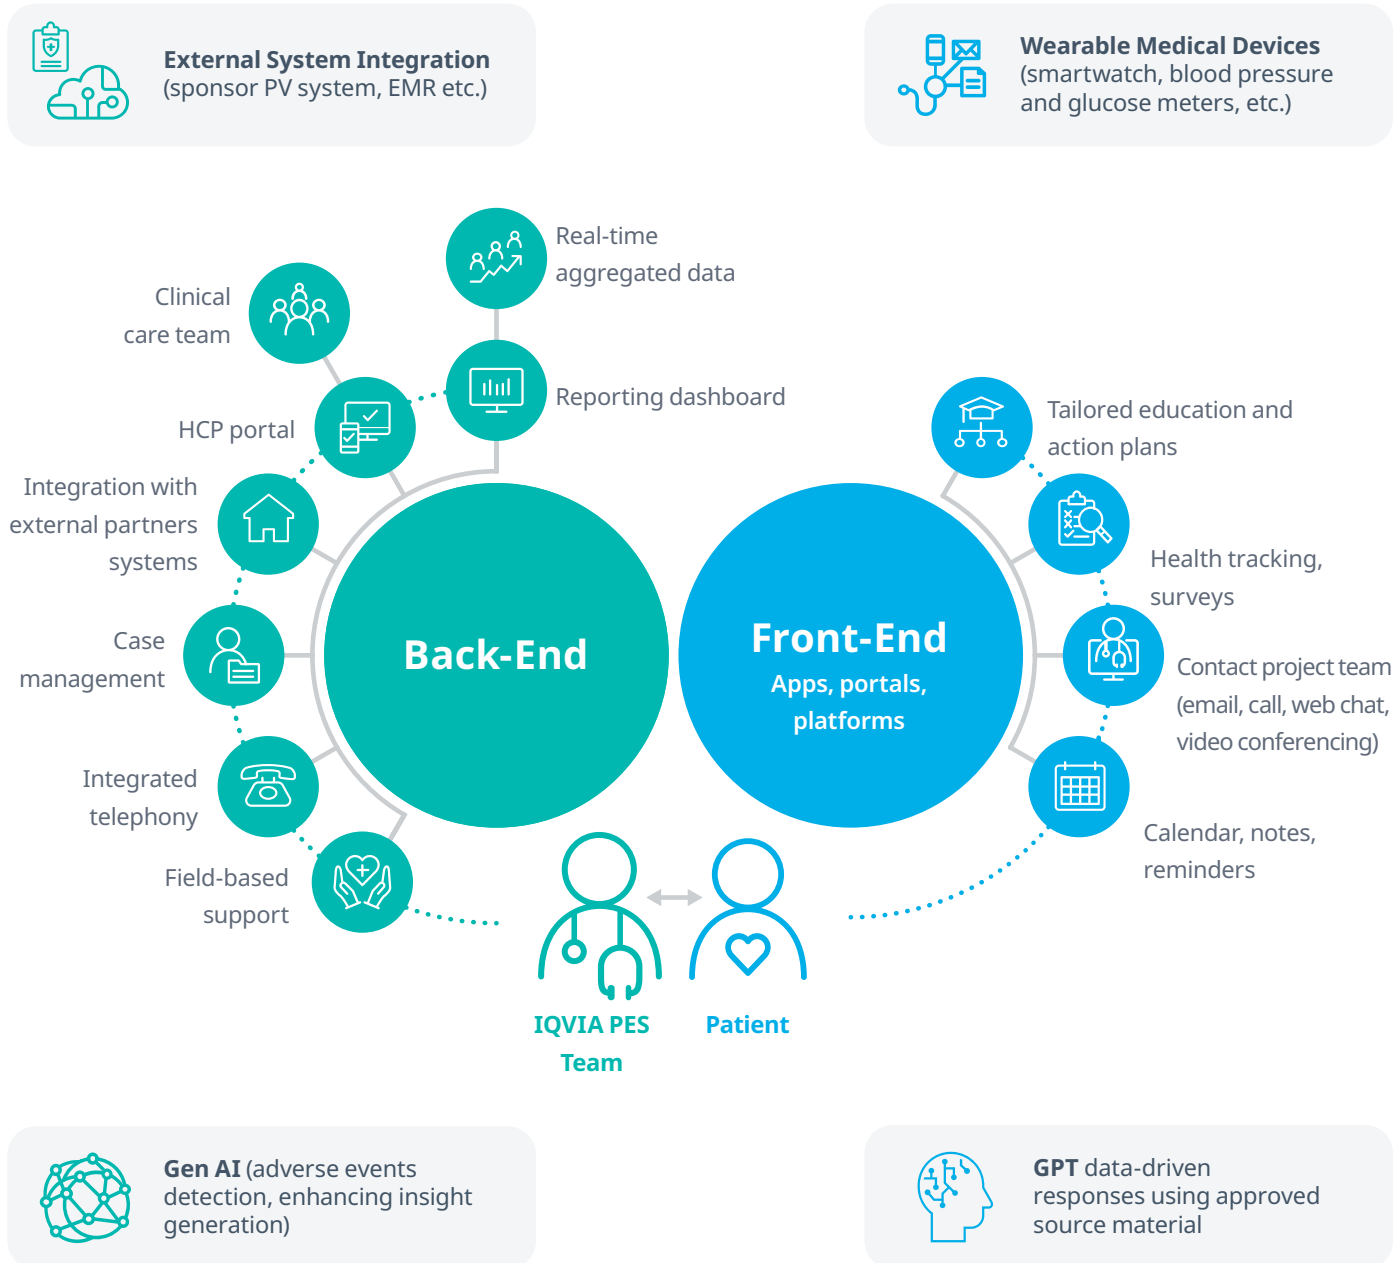 External System Integration
(sponsor PV system, EMR etc.)
Wearable Medical Devices
(smartwatch, blood pressure
and glucose meters, etc.)
Real-time
aggregated data
Clinical
care team
Reporting dashboard
HCP portal
Integration with
external partners
systems
Case
management
Integrated
telephony
Field-based
support
Back-End
Front-End
Apps, portals,
platforms
Tailored education and
action plans
Health tracking,
surveys
Contact project team
(email, call, web chat,
video conferencing)
Calendar, notes,
reminders
IQVIA PES
Team
Patient
Gen AI (adverse events
detection, enhancing insight
generation)
GPT data-driven
responses using approved
source material